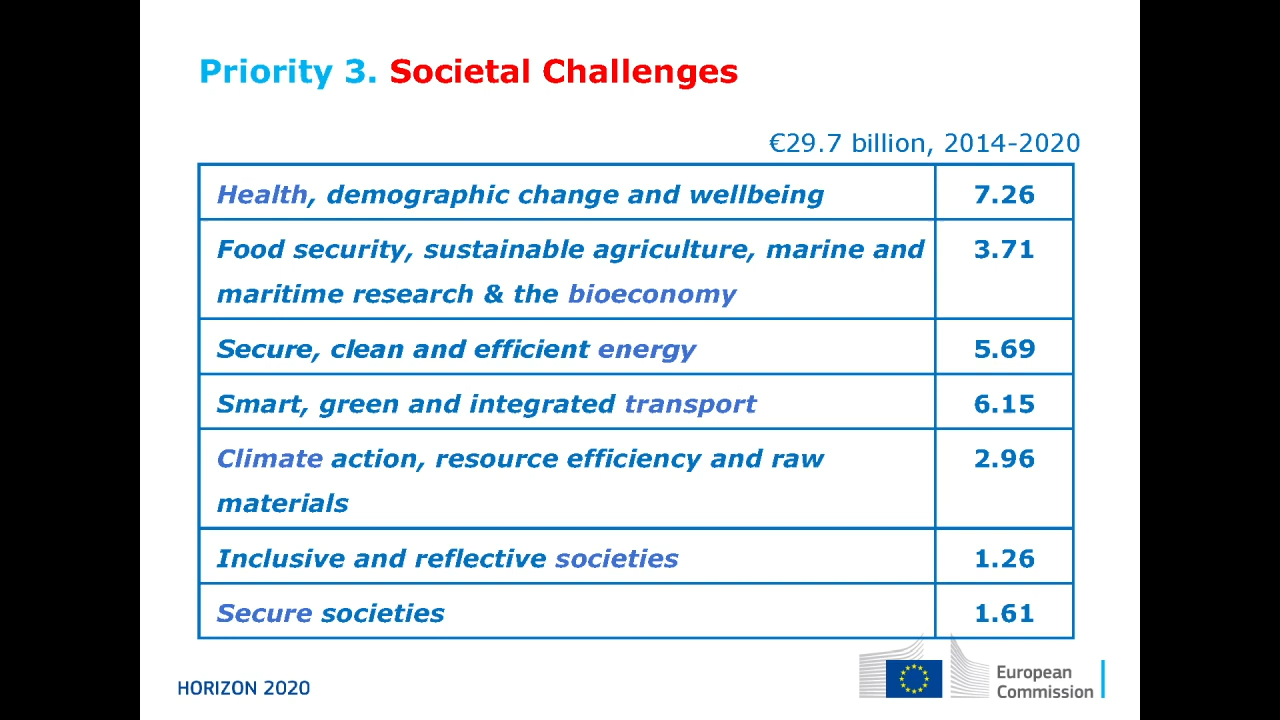 Priority 3. Societal Challenges
€29.7 billion, 2014-2020
Health, demographic change and wellbeing 7.26
Food security, sustainable agriculture, marine and 3.71
maritime research & the bioeconomy
Secure, clean and efficient energy 5.69
Smart, green and integrated transport 6.15
Climate action, resource efficiency and raw 2.96
materials
Inclusive and reflective societies 1.26
Secure societies 1.61
HORIZON 2020
European
Commission